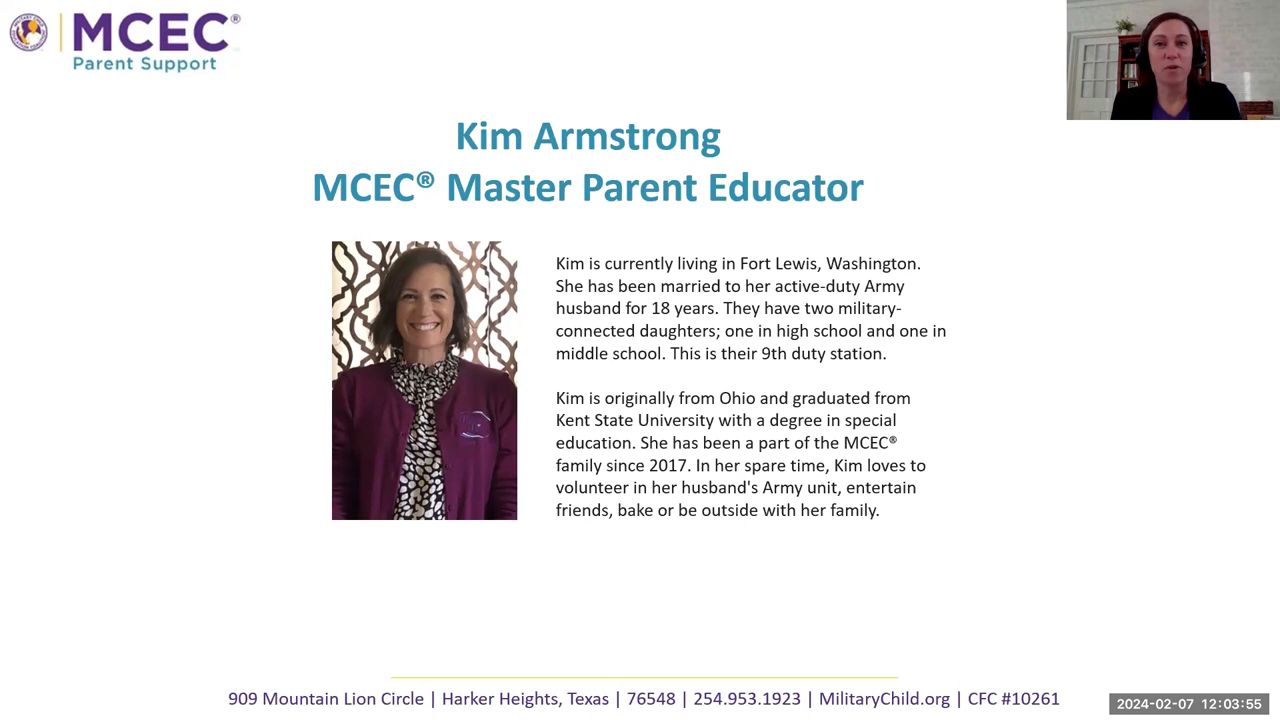 MCEC®
Parent Support
Kim Armstrong
MCEC® Master Parent Educator
Kim is currently living in Fort Lewis, Washington.
She has been married to her active-duty Army
husband for 18 years. They have two military-
connected daughters; one in high school and one in
middle school. This is their 9th duty station.
Kim is originally from Ohio and graduated from
Kent State University with a degree in special
education. She has been a part of the MCEC®
family since 2017. In her spare time, Kim loves to
volunteer in her husband's Army unit, entertain
friends, bake or be outside with her family.
909 Mountain Lion Circle | Harker Heights, Texas | 76548 | 254.953.1923 | MilitaryChild.org | CFC #10261
2024-02-07 12:03:55